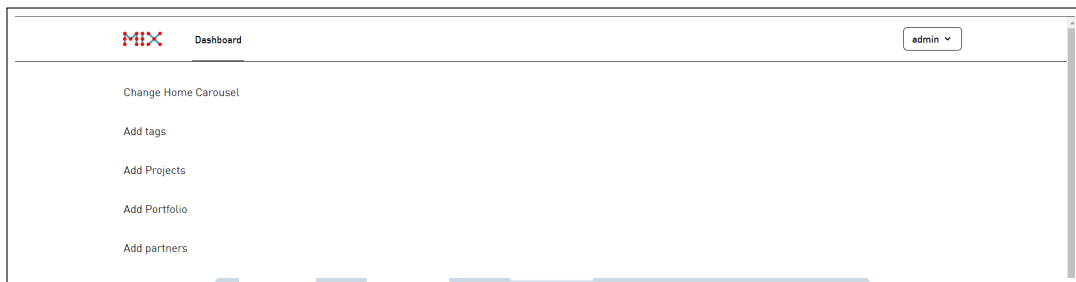 MIX
Dashboard
admin
Change Home Carousel
Add tags
Add Projects
Add Portfolio
Add partners